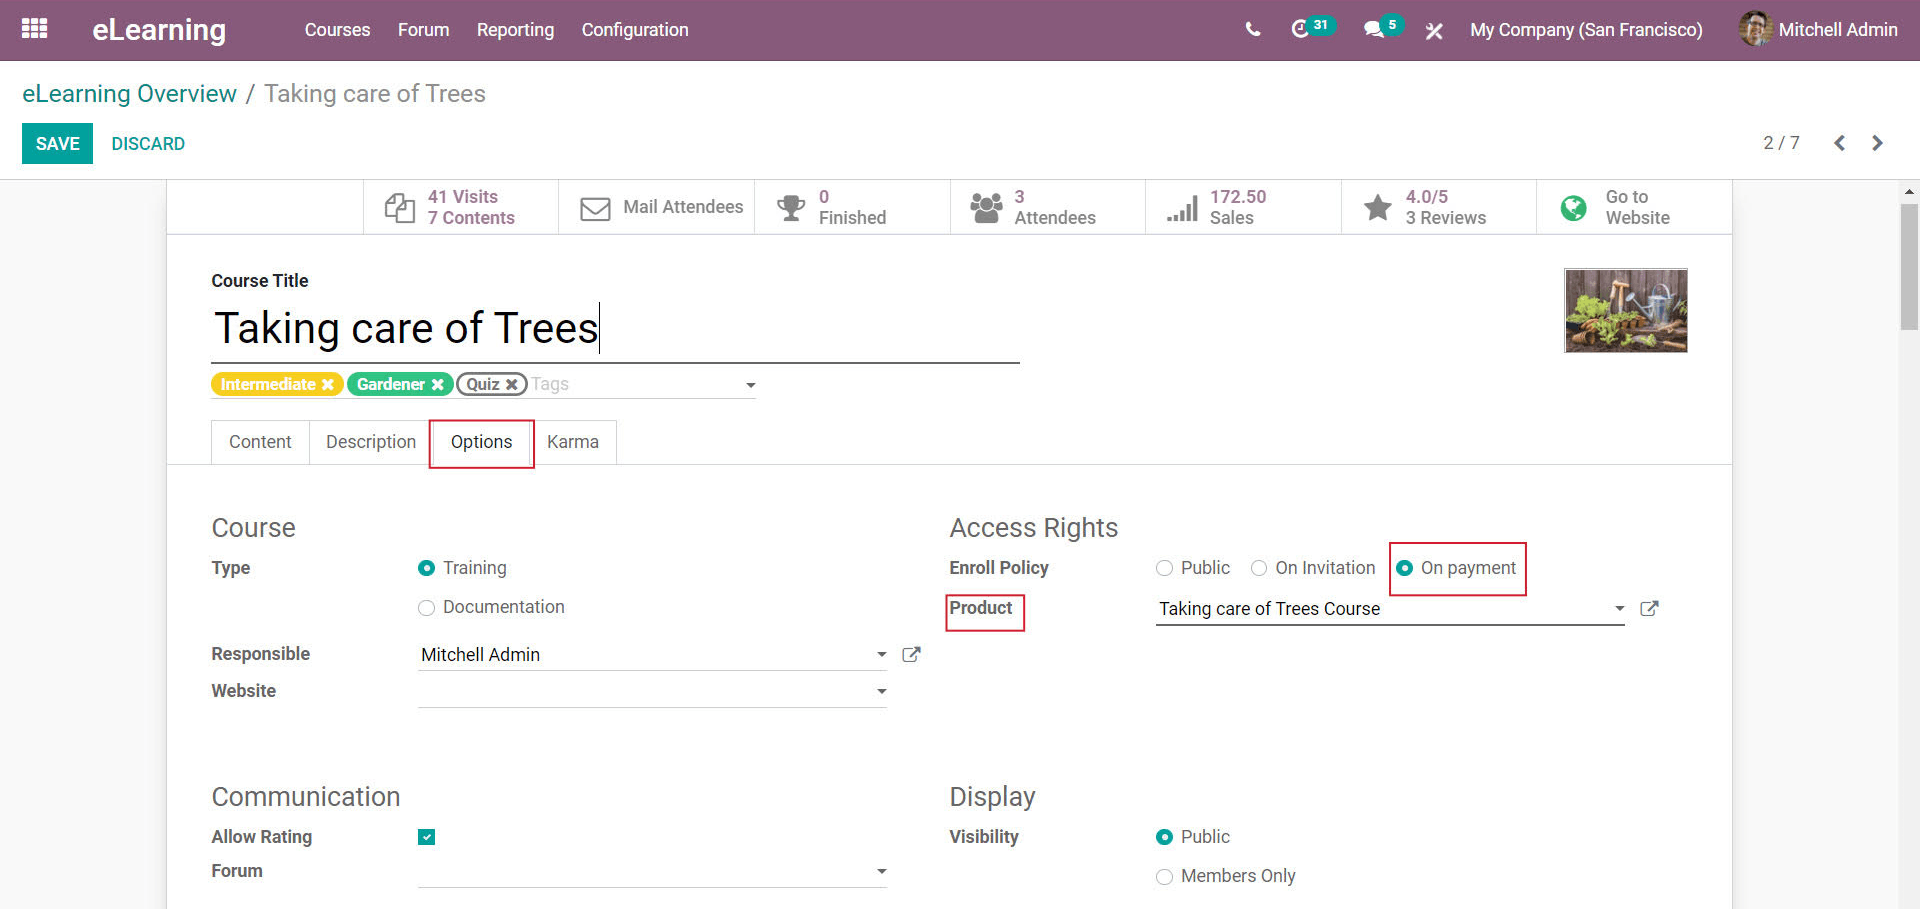 eLearning Courses Forum Reporting Configuration 31 5 My Company (San Francisco) Mitchell Admin
eLearning Overview / Taking care of Trees
SAVE DISCARD 2 / 7
41 Visits
7 Contents
Mail Attendees
0
Finished
3
Attendees
172.50
Sales
4.0/5
3 Reviews
Go to
Website
Course Title
Taking care of Trees
Intermediate Gardener Quiz Tags
Content Description Options Karma
Course
Type Training
Documentation
Responsible Mitchell Admin
Website
Access Rights
Enroll Policy Public On Invitation On payment
Product Taking care of Trees Course
Communication
Allow Rating
Forum
Display
Visibility Public
Members Only